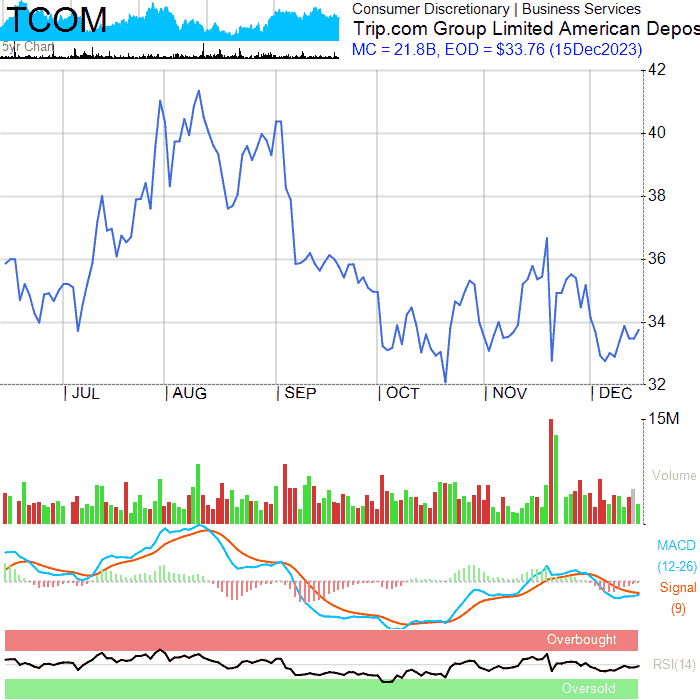 TCOM
5yr Chart
Consumer Discretionary | Business Services
Trip.com Group Limited American Depos
MC = 21.8B, EOD = $33.76 (15Dec2023)
42
40
38
36
34
32
| JUL | AUG | SEP | OCT | NOV | DEC
15M
Volume
MACD
(12-26)
Signal
(9)
Overbought
RSI(14)
Oversold